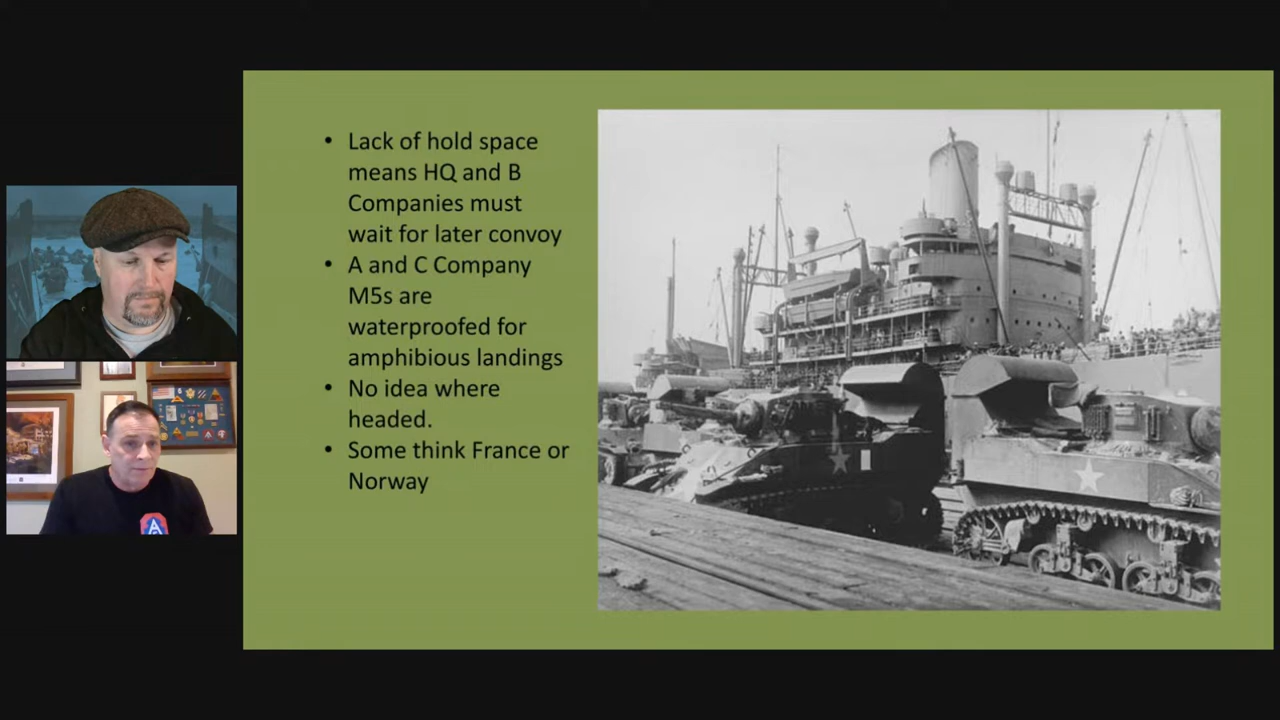 • Lack of hold space
means HQ and B
Companies must
wait for later convoy
• A and C Company
M5s are
waterproofed for
amphibious landings
• No idea where
headed.
• Some think France or
Norway
A